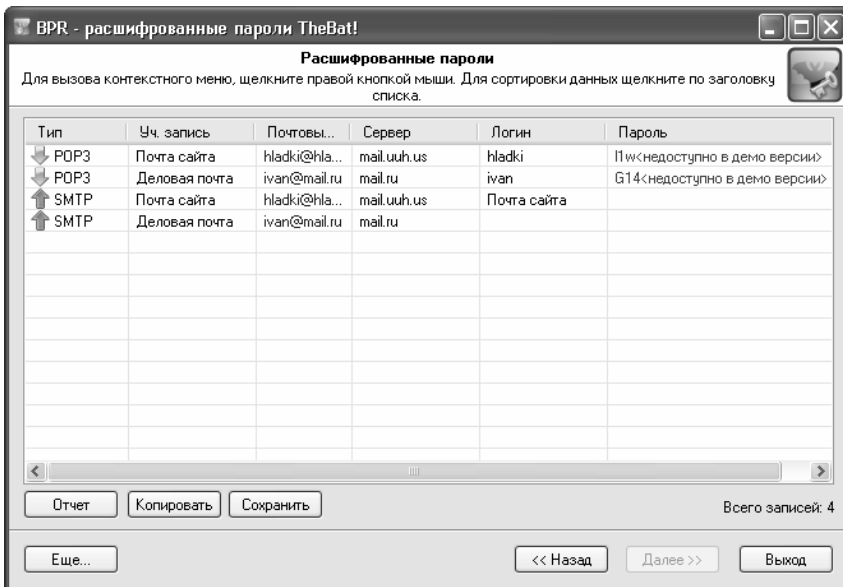 BPR - расшифрованные пароли TheBat!
Расшифрованные пароли
Для вызова контекстного меню, щелкните правой кнопкой мыши. Для сортировки данных щелкните по заголовку
списка.
Тип Уч. запись Почтовы... Сервер Логин Пароль
POP3 Почта сайта hladki@hla... mail.uuh.us hladki l1w<недоступно в демо версии>
POP3 Деловая почта ivan@mail.ru mail.ru ivan G14<недоступно в демо версии>
SMTP Почта сайта hladki@hla... mail.uuh.us Почта сайта
SMTP Деловая почта ivan@mail.ru mail.ru
Отчет Копировать Сохранить Всего записей: 4
Еще... << Назад Далее >> Выход